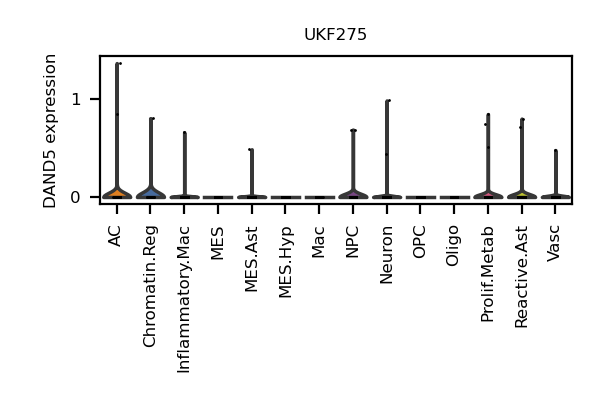 UKF275
DAND5 expression
1
0
AC
Chromatin.Reg
Inflammatory.Mac
MES
MES.Ast
MES.Hyp
Mac
NPC
Neuron
OPC
Oligo
Prolif.Metab
Reactive.Ast
Vasc